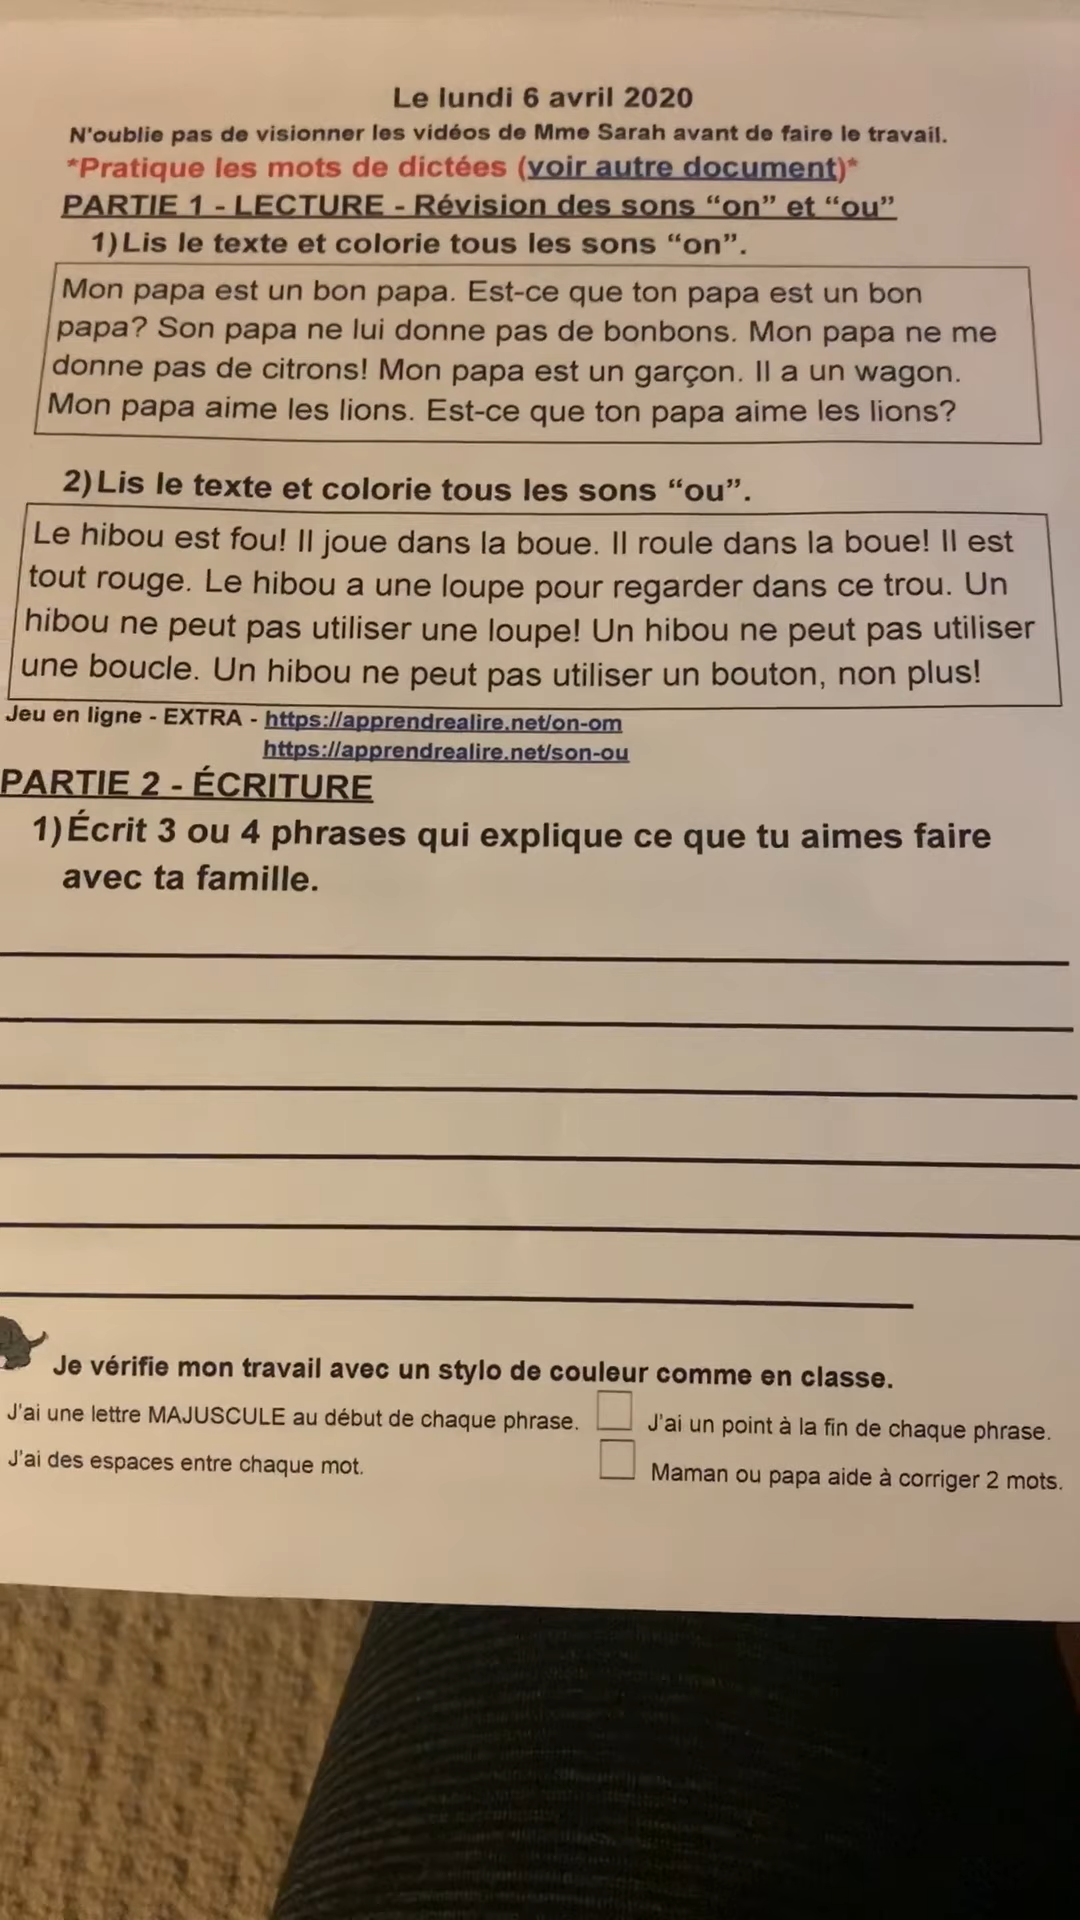 Le lundi 6 avril 2020
N'oublie pas de visionner les vidéos de Mme Sarah avant de faire le travail.
*Pratique les mots de dictées (voir autre document)*
PARTIE 1 - LECTURE - Révision des sons “on” et “ou”
1) Lis le texte et colorie tous les sons “on”.
Mon papa est un bon papa. Est-ce que ton papa est un bon
papa? Son papa ne lui donne pas de bonbons. Mon papa ne me
donne pas de citrons! Mon papa est un garçon. Il a un wagon.
Mon papa aime les lions. Est-ce que ton papa aime les lions?
2) Lis le texte et colorie tous les sons “ou”.
Le hibou est fou! Il joue dans la boue. Il roule dans la boue! Il est
tout rouge. Le hibou a une loupe pour regarder dans ce trou. Un
hibou ne peut pas utiliser une loupe! Un hibou ne peut pas utiliser
une boucle. Un hibou ne peut pas utiliser un bouton, non plus!
Jeu en ligne - EXTRA - https://apprendrealire.net/on-om
https://apprendrealire.net/son-ou
PARTIE 2 - ÉCRITURE
1) Écrit 3 ou 4 phrases qui explique ce que tu aimes faire
avec ta famille.
Je vérifie mon travail avec un stylo de couleur comme en classe.
J'ai une lettre MAJUSCULE au début de chaque phrase. J'ai un point à la fin de chaque phrase.
J'ai des espaces entre chaque mot. Maman ou papa aide à corriger 2 mots.